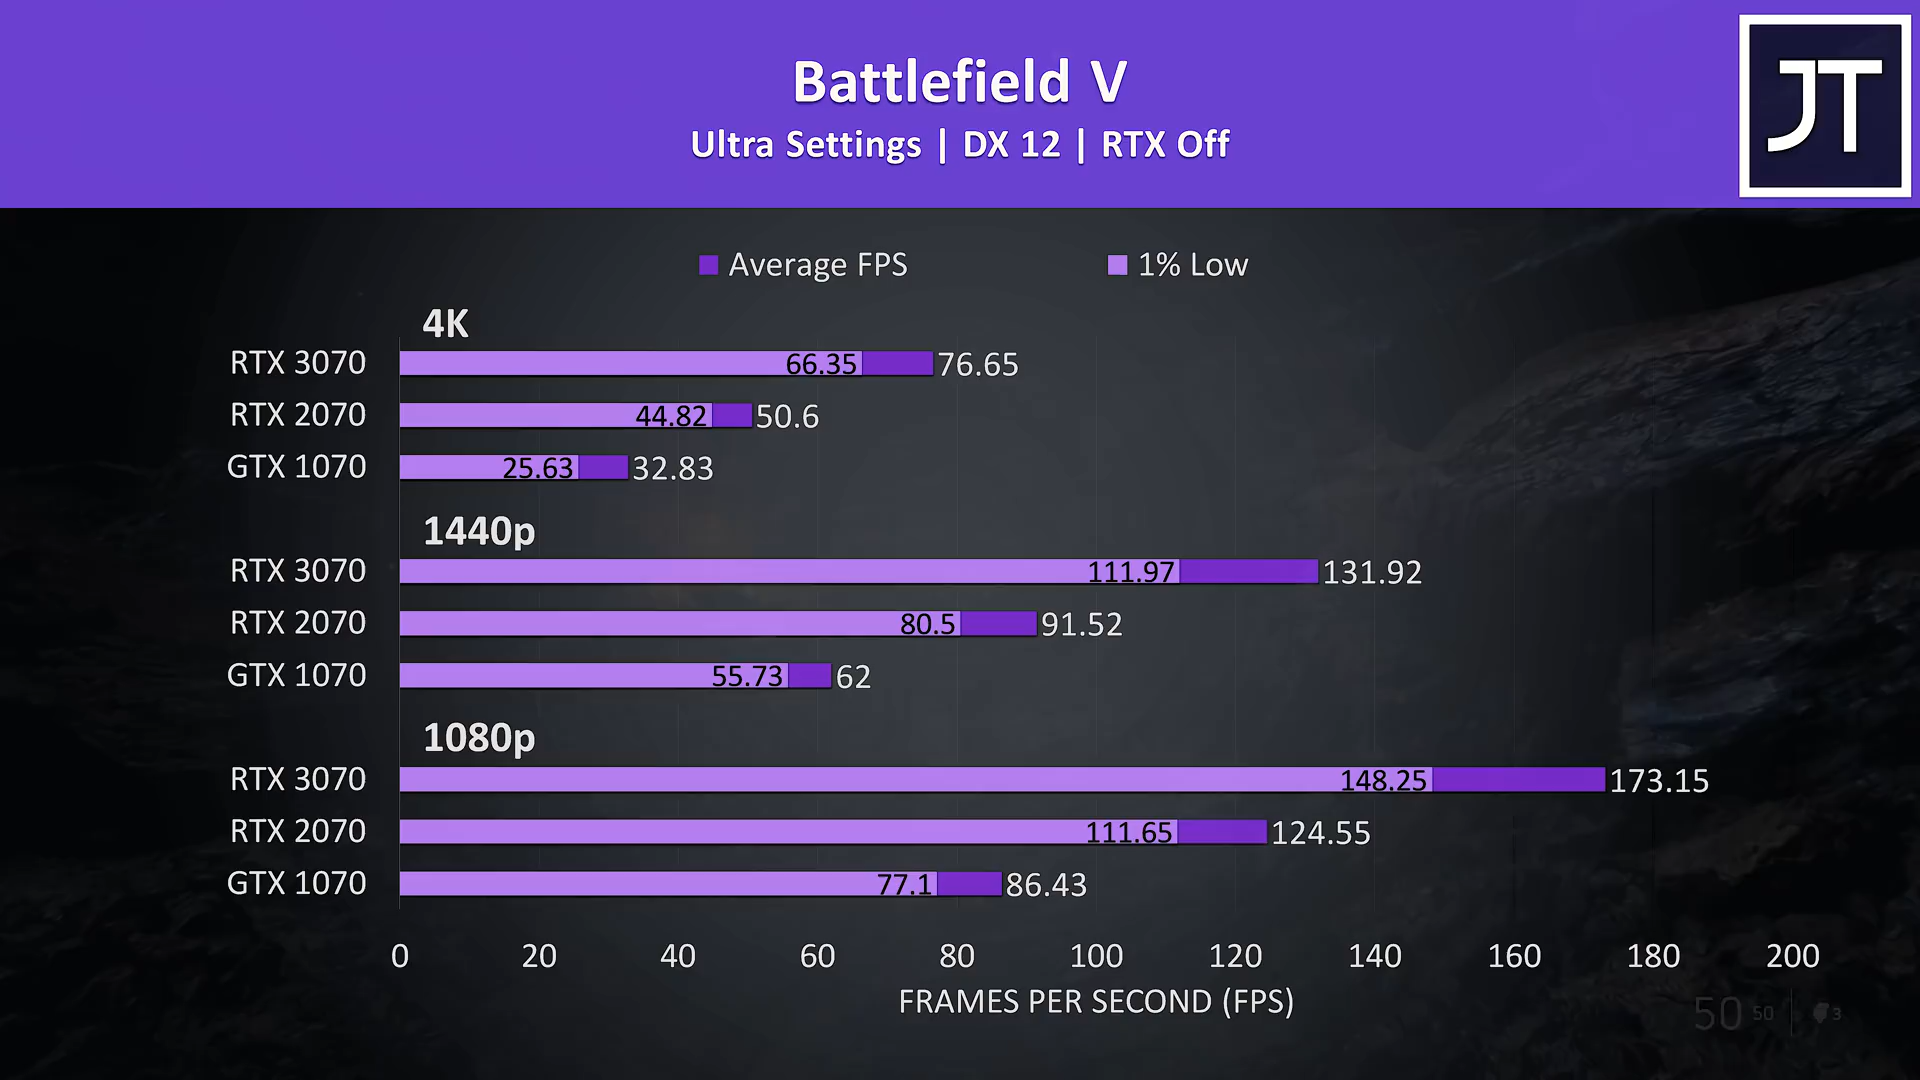 Battlefield V
Ultra Settings | DX 12 | RTX Off
JT
Average FPS
1% Low
4K
RTX 3070 66.35 76.65
RTX 2070 44.82 50.6
GTX 1070 25.63 32.83
1440p
RTX 3070 111.97 131.92
RTX 2070 80.5 91.52
GTX 1070 55.73 62
1080p
RTX 3070 148.25 173.15
RTX 2070 111.65 124.55
GTX 1070 77.1 86.43
0 20 40 60 80 100 120 140 160 180 200
FRAMES PER SECOND (FPS)
50 50 3